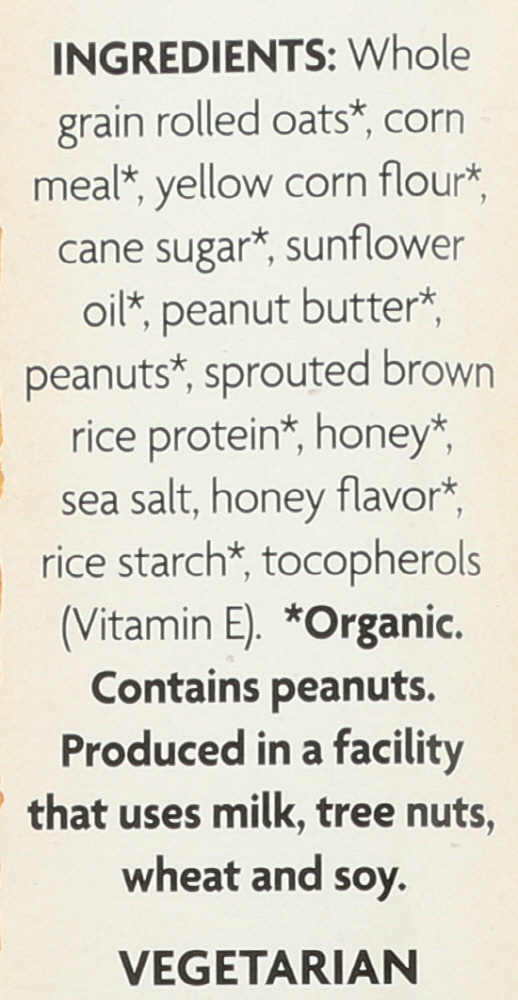 INGREDIENTS: Whole
grain rolled oats*, corn
meal*, yellow corn flour*,
cane sugar*, sunflower
oil*, peanut butter*,
peanuts*, sprouted brown
rice protein*, honey*,
sea salt, honey flavor*,
rice starch*, tocopherols
(Vitamin E). *Organic.
Contains peanuts.
Produced in a facility
that uses milk, tree nuts,
wheat and soy.
VEGETARIAN